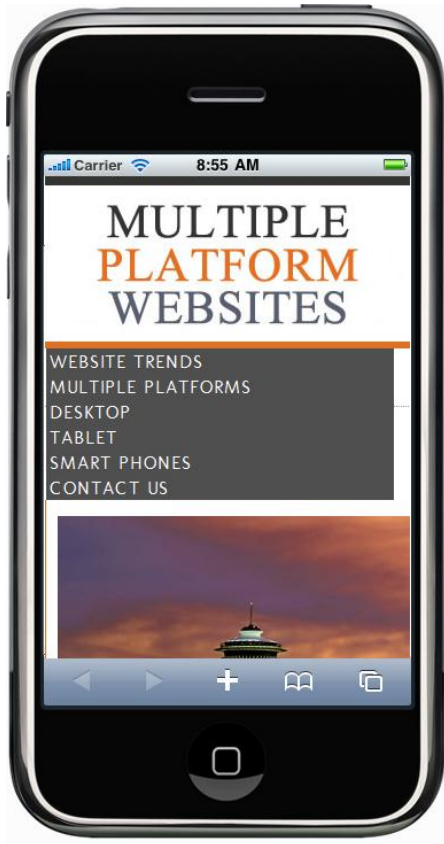 Carrier 8:55 AM
MULTIPLE
PLATFORM
WEBSITES
WEBSITE TRENDS
MULTIPLE PLATFORMS
DESKTOP
TABLET
SMART PHONES
CONTACT US